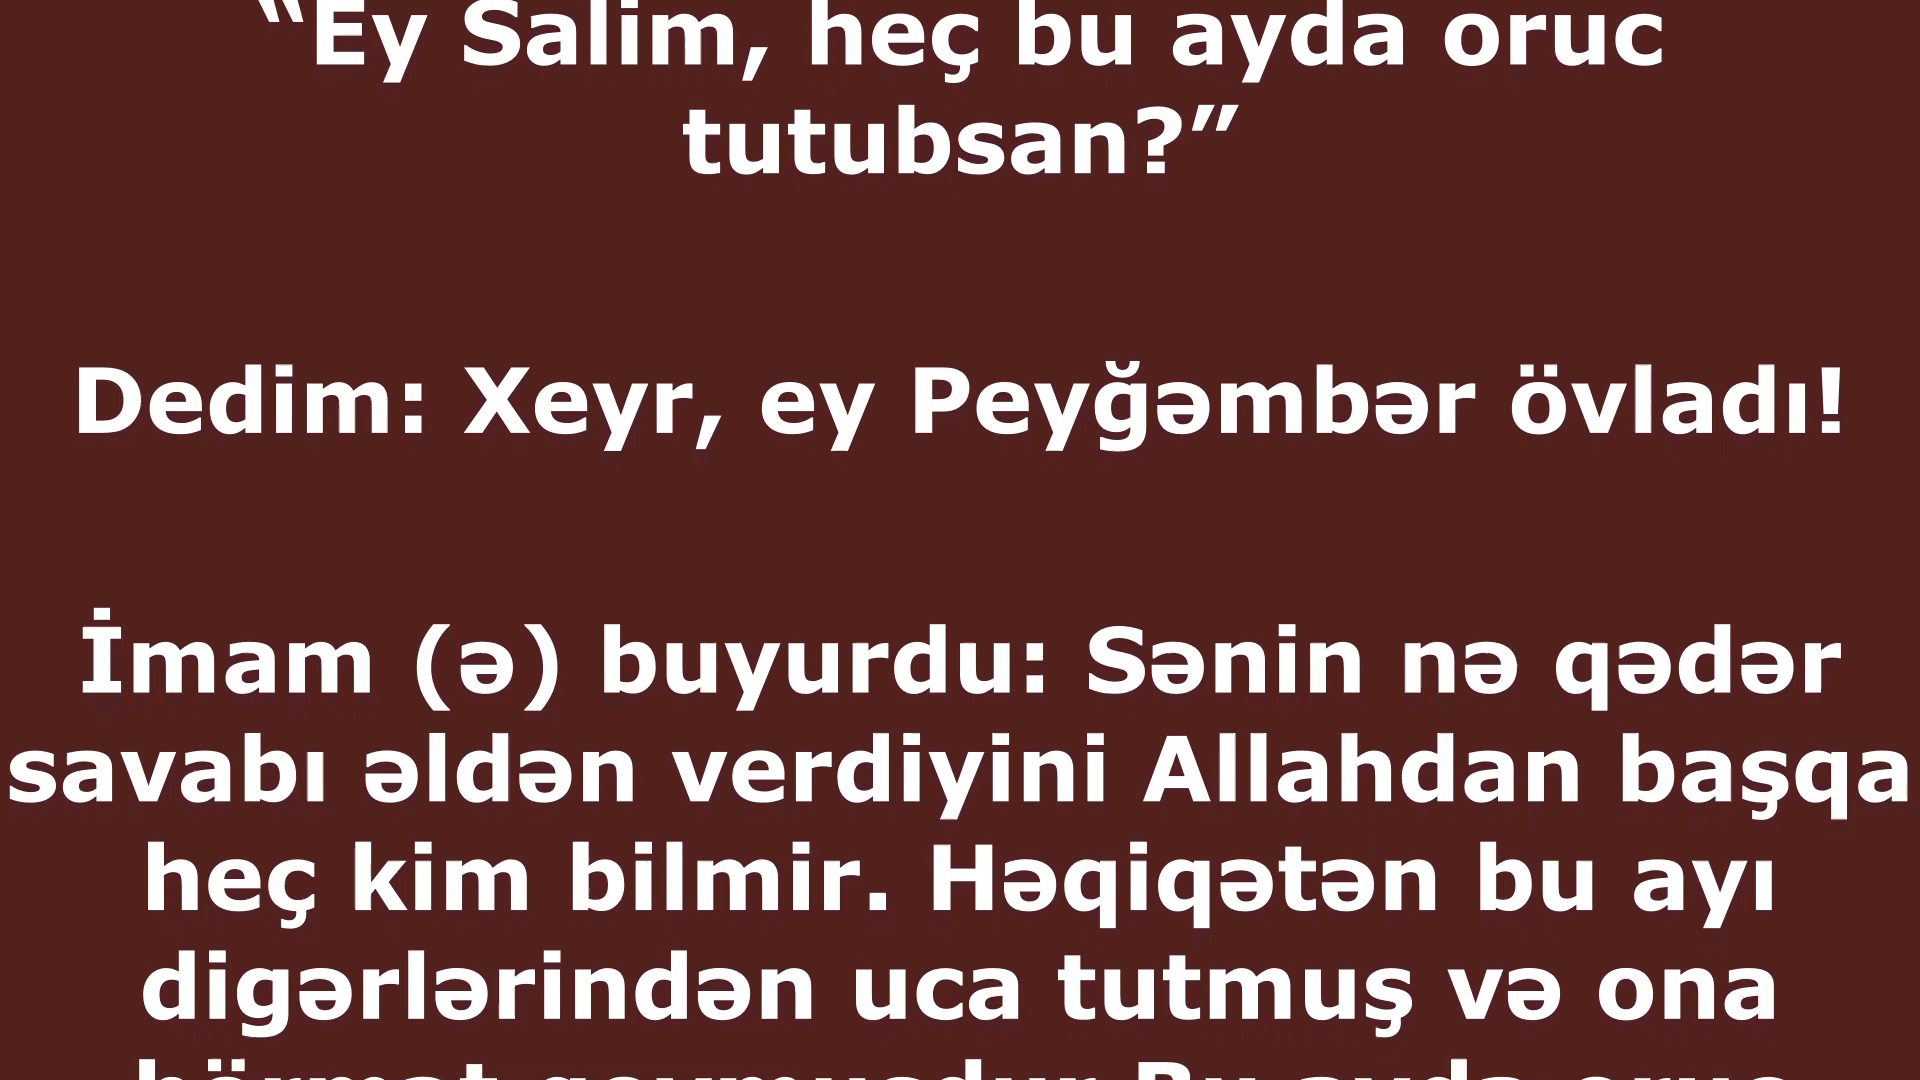 “Ey Salim, heç bu ayda oruc
tutubsan?”
Dedim: Xeyr, ey Peyğəmbər övladı!
İmam (ə) buyurdu: Sənin nə qədər
savabı əldən verdiyini Allahdan başqa
heç kim bilmir. Həqiqətən bu ayı
digərlərindən uca tutmuş və ona